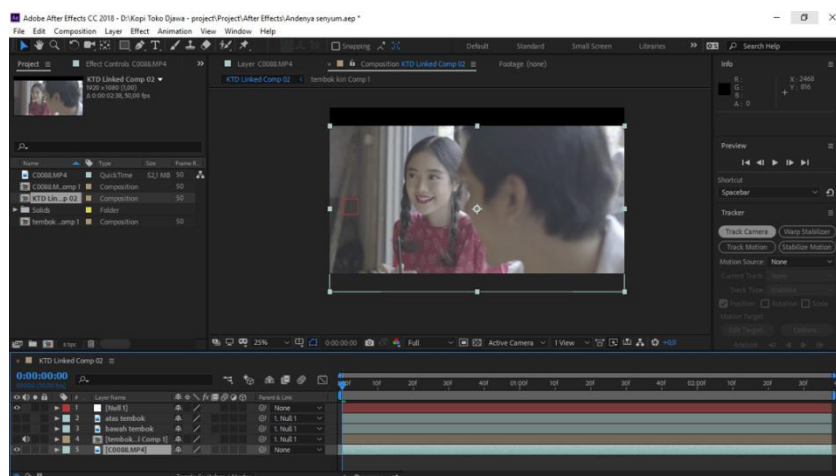 Adobe After Effects CC 2018 - D:\Kopi Toko Djawa - project\Project\After Effects\Andenya senyum.aep *
File Edit Composition Layer Effect Animation View Window Help
Snapping Default Standard Small Screen Libraries Search Help
Project Effect Controls C0088.MP4 Layer C0088.MP4 Composition KTD Linked Comp 02 Footage (none) Info
KTD Linked Comp 02 tembok kiri Comp 1
KTD Linked Comp 02
1920 x 1080 (1,00)
Δ 0:00:02:38, 50,00 fps
R : X : 2468
G : Y : 816
B :
A : 0
Preview
Name Type Size Frame R...
C0088.MP4 QuickTime 52,1 MB 50
C0088.M...omp 1 Composition 50
KTD Lin...p 02 Composition 50
Solids Folder
tembok ...omp 1 Composition 50
Shortcut
Spacebar
Tracker
Track Camera Warp Stabilizer
Track Motion Stabilize Motion
Motion Source: None
Current Track: None
Track Type:
Position Rotation Scale
Motion Target:
Edit Target... Options...
Analyze:
8 bpc 25% 0:00:00:00 Full Active Camera 1 View +0,0
KTD Linked Comp 02
0:00:00:00
Layer Name Parent & Link
10f 20f 30f 40f 01:00f 10f 20f 30f 40f 02:00f 10f 20f 30f
1 [Null 1] None
2 atas tembok 1. Null 1
3 bawah tembok 1. Null 1
4 [tembok...i Comp 1] 1. Null 1
5 [C0088.MP4] None
Toggle Switches / Modes